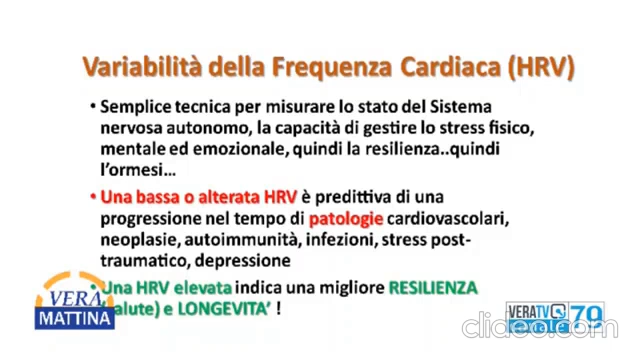 Variabilità della Frequenza Cardiaca (HRV)
• Semplice tecnica per misurare lo stato del Sistema
nervosa autonomo, la capacità di gestire lo stress fisico,
mentale ed emozionale, quindi la resilienza..quindi
l'ormesi...
• Una bassa o alterata HRV è predittiva di una
progressione nel tempo di patologie cardiovascolari,
neoplasie, autoimmunità, infezioni, stress post-
traumatico, depressione
• Una HRV elevata indica una migliore RESILIENZA
(salute) e LONGEVITA' !
VERA
MATTINA
VERATV
canale 79
clideo.com